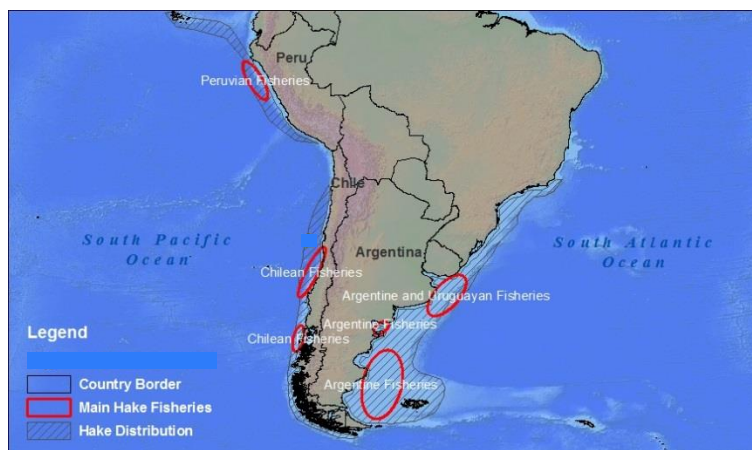 Peru
Peruvian Fisheries
Chile
South Pacific
Ocean
Argentina
South Atlantic
Ocean
Chilean Fisheries
Argentine and Uruguayan Fisheries
Argentine Fisheries
Chilean Fisheries
Argentine Fisheries
Legend
Country Border
Main Hake Fisheries
Hake Distribution